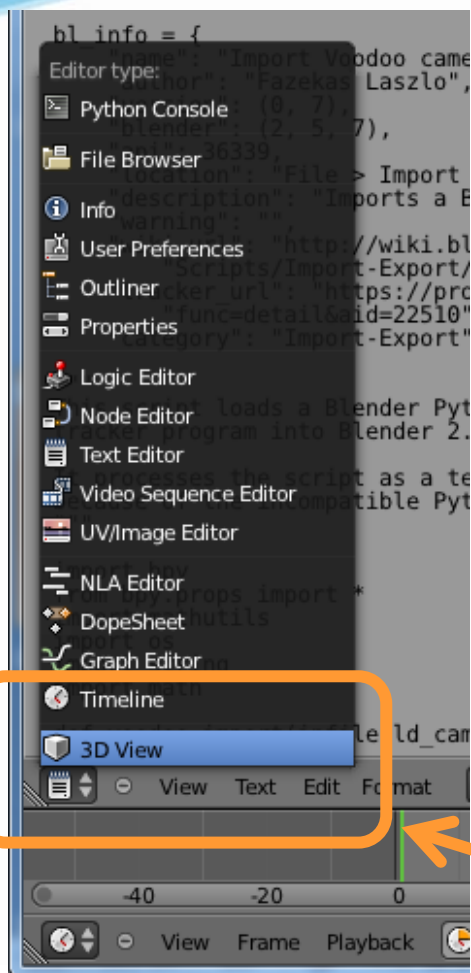 bl_info = {
"name": "Import Voodoo came
Editor type:
"author": "Fazekas Laszlo",
(0, 7),
Python Console
"blender": (2, 5, 7),
36339,
File Browser
"location": "File > Import
Info
"description": "Imports a B
"warning": "",
User Preferences
"http://wiki.bl
Scripts/Import-Export/
Outliner
tracker_url": "https://pro
"func=detail&aid=22510"
Properties
"category": "Import-Export"
Logic Editor
script loads a Blender Pyt
Node Editor
tracker program into Blender 2.
Text Editor
processes the script as a te
Video Sequence Editor
because of the incompatible Pyt
UV/Image Editor
import bpy
NLA Editor
from bpy.props import *
DopeSheet
import mathutils
import os
Graph Editor
import math
Timeline
ld_cam
3D View
View Text Edit Format
-40 -20 0
View Frame Playback